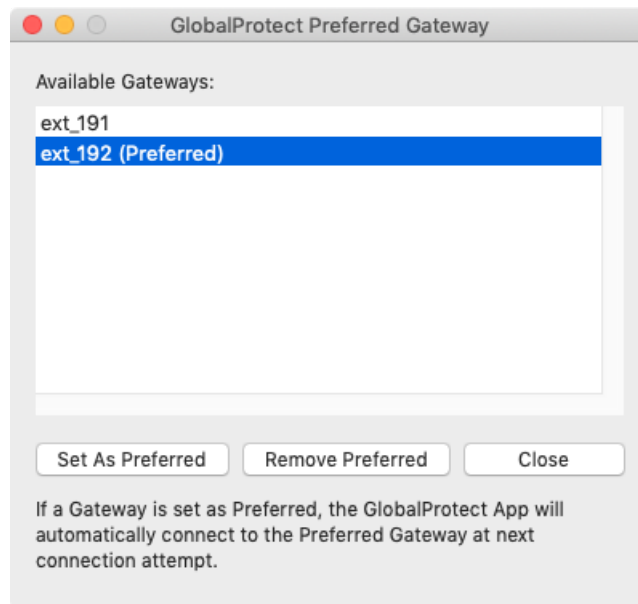 GlobalProtect Preferred Gateway
Available Gateways:
ext_191
ext_192 (Preferred)
Set As Preferred
Remove Preferred
Close
If a Gateway is set as Preferred, the GlobalProtect App will
automatically connect to the Preferred Gateway at next
connection attempt.